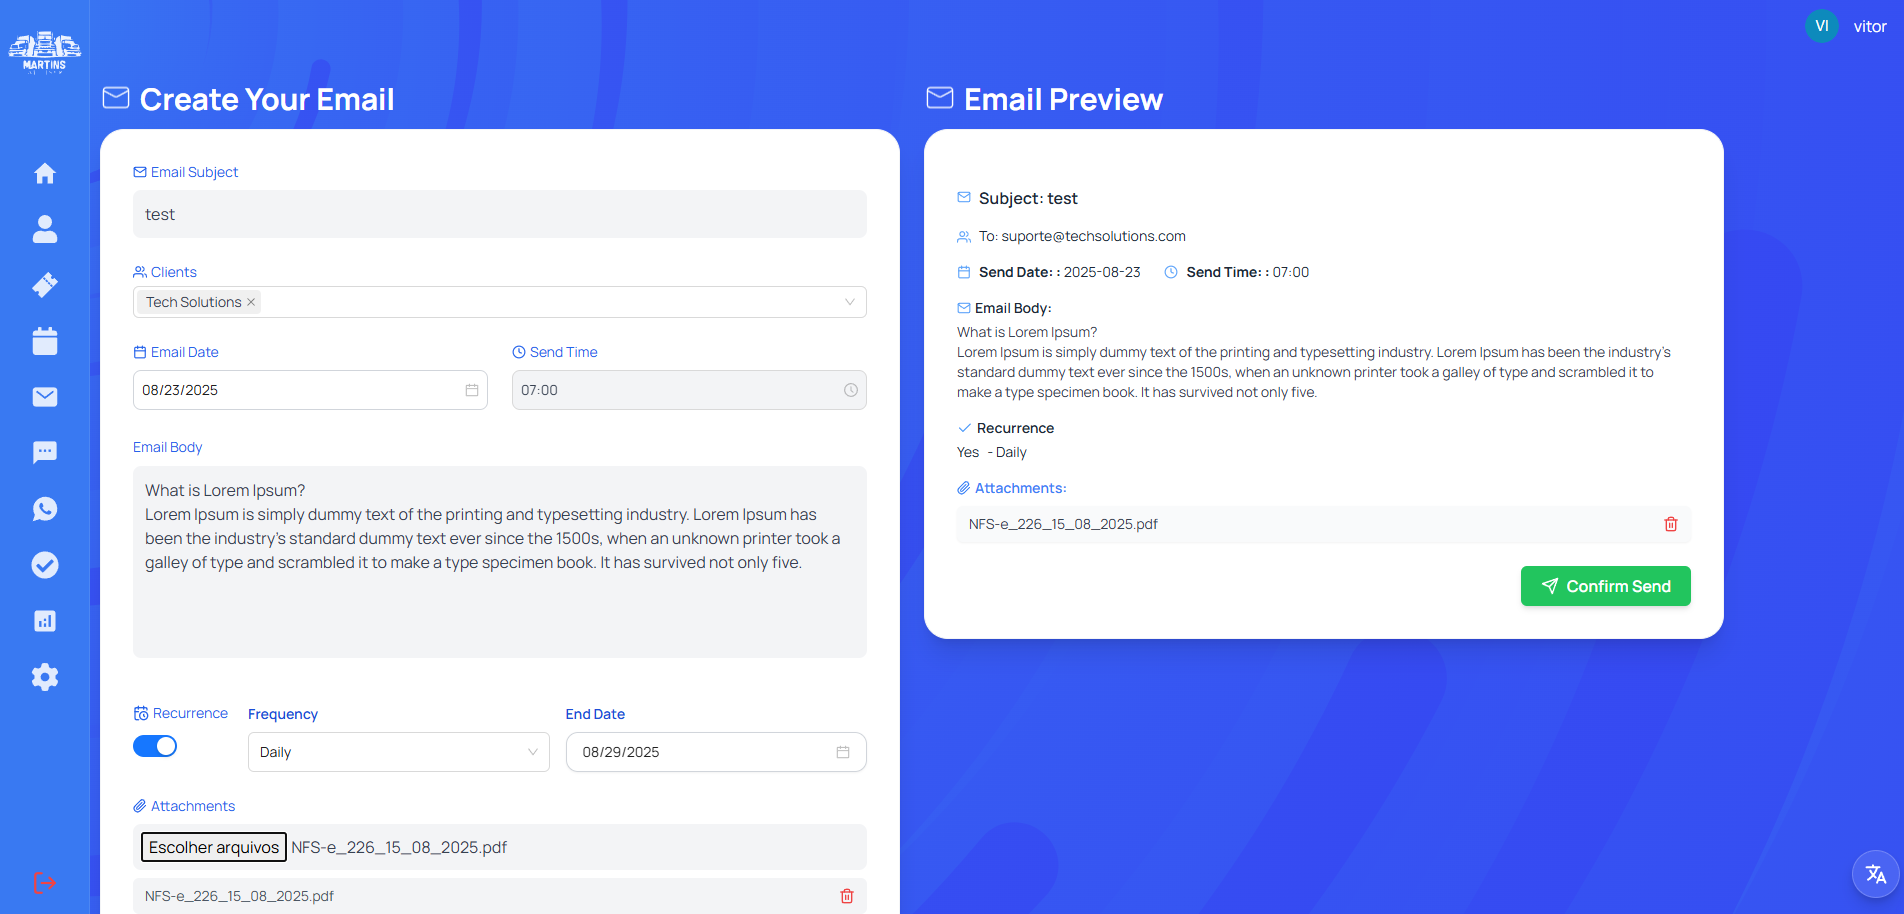 MARTINS
VI
vitor
Create Your Email
Email Subject
test
Clients
Tech Solutions
Email Date
Send Time
08/23/2025
07:00
Email Body
What is Lorem Ipsum?
Lorem Ipsum is simply dummy text of the printing and typesetting industry. Lorem Ipsum has
been the industry's standard dummy text ever since the 1500s, when an unknown printer took a
galley of type and scrambled it to make a type specimen book. It has survived not only five.
Recurrence
Frequency
End Date
Daily
08/29/2025
Attachments
Escolher arquivos NFS-e_226_15_08_2025.pdf
NFS-e_226_15_08_2025.pdf
Email Preview
Subject: test
To: suporte@techsolutions.com
Send Date: : 2025-08-23
Send Time: : 07:00
Email Body:
What is Lorem Ipsum?
Lorem Ipsum is simply dummy text of the printing and typesetting industry. Lorem Ipsum has been the industry's
standard dummy text ever since the 1500s, when an unknown printer took a galley of type and scrambled it to
make a type specimen book. It has survived not only five.
Recurrence
Yes - Daily
Attachments:
NFS-e_226_15_08_2025.pdf
Confirm Send